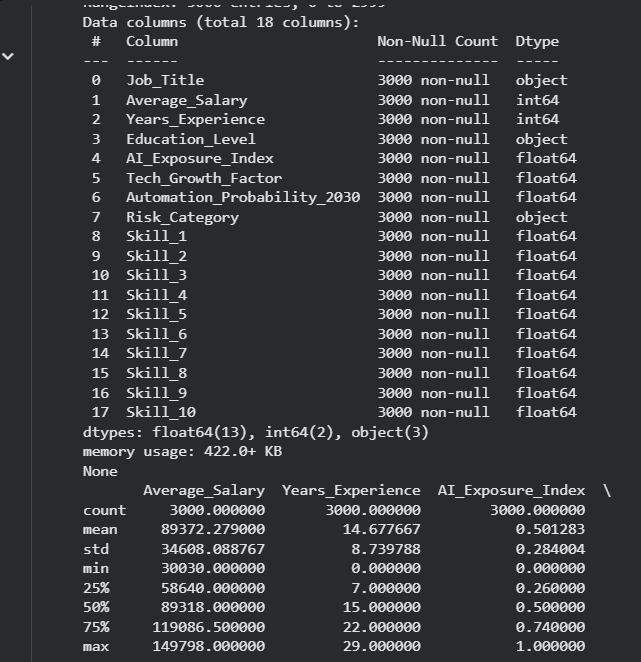 Data columns (total 18 columns):
 #   Column                       Non-Null Count  Dtype
---  ------                       --------------  -----
 0   Job_Title                    3000 non-null   object
 1   Average_Salary               3000 non-null   int64
 2   Years_Experience             3000 non-null   int64
 3   Education_Level              3000 non-null   object
 4   AI_Exposure_Index            3000 non-null   float64
 5   Tech_Growth_Factor           3000 non-null   float64
 6   Automation_Probability_2030  3000 non-null   float64
 7   Risk_Category                3000 non-null   object
 8   Skill_1                      3000 non-null   float64
 9   Skill_2                      3000 non-null   float64
 10  Skill_3                      3000 non-null   float64
 11  Skill_4                      3000 non-null   float64
 12  Skill_5                      3000 non-null   float64
 13  Skill_6                      3000 non-null   float64
 14  Skill_7                      3000 non-null   float64
 15  Skill_8                      3000 non-null   float64
 16  Skill_9                      3000 non-null   float64
 17  Skill_10                     3000 non-null   float64
dtypes: float64(13), int64(2), object(3)
memory usage: 422.0+ KB
None
       Average_Salary  Years_Experience  AI_Exposure_Index  \
count     3000.000000       3000.000000        3000.000000
mean     89372.279000         14.677667           0.501283
std      34608.088767          8.739788           0.284004
min      30030.000000          0.000000           0.000000
25%      58640.000000          7.000000           0.260000
50%      89318.000000         15.000000           0.500000
75%     119086.500000         22.000000           0.740000
max     149798.000000         29.000000           1.000000